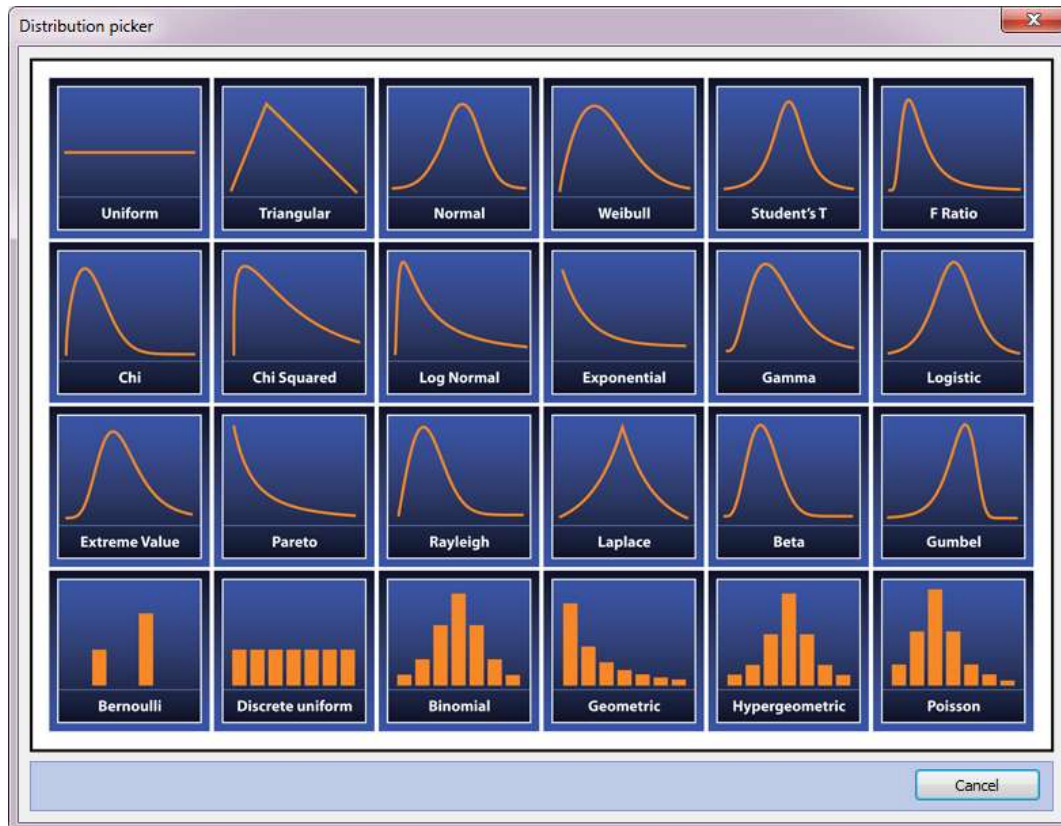 Distribution picker
Uniform
Triangular
Normal
Weibull
Student's T
F Ratio
Chi
Chi Squared
Log Normal
Exponential
Gamma
Logistic
Extreme Value
Pareto
Rayleigh
Laplace
Beta
Gumbel
Bernoulli
Discrete uniform
Binomial
Geometric
Hypergeometric
Poisson
Cancel